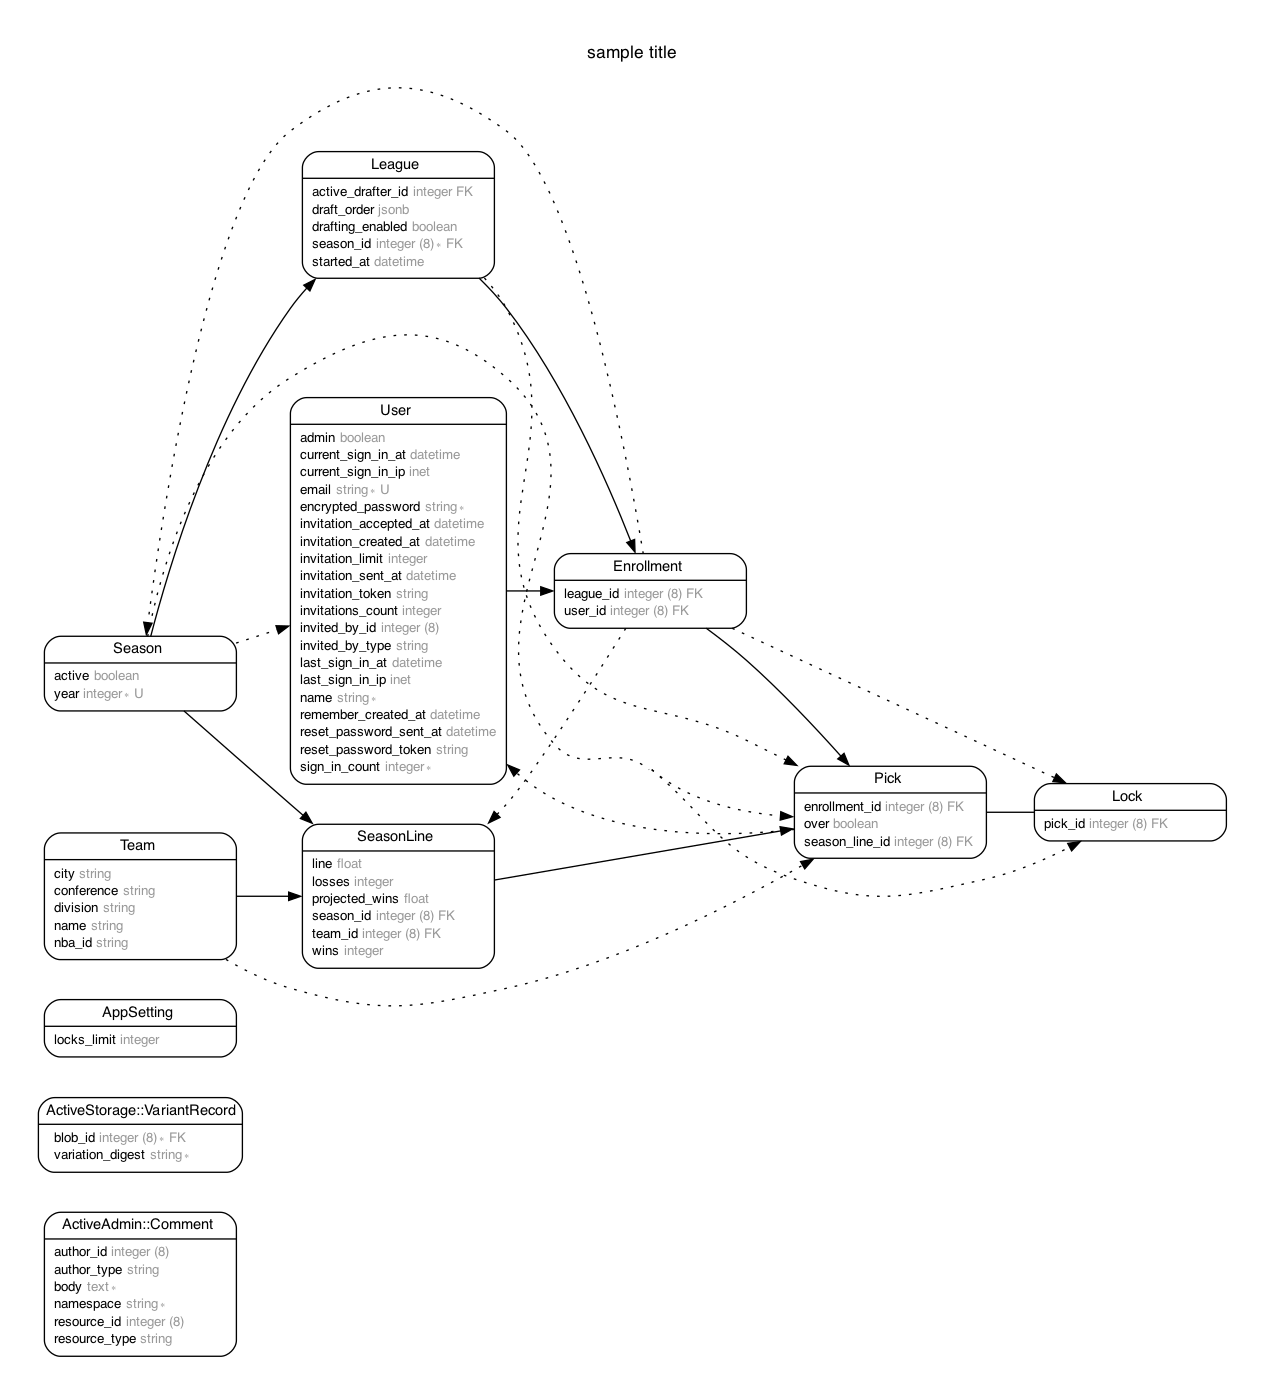 sample title
League
active_drafter_id integer FK
draft_order jsonb
drafting_enabled boolean
season_id integer (8) ∗ FK
started_at datetime
User
admin boolean
current_sign_in_at datetime
current_sign_in_ip inet
email string ∗ U
encrypted_password string ∗
invitation_accepted_at datetime
invitation_created_at datetime
invitation_limit integer
invitation_sent_at datetime
invitation_token string
invitations_count integer
invited_by_id integer (8)
invited_by_type string
last_sign_in_at datetime
last_sign_in_ip inet
name string ∗
remember_created_at datetime
reset_password_sent_at datetime
reset_password_token string
sign_in_count integer ∗
Enrollment
league_id integer (8) FK
user_id integer (8) FK
Season
active boolean
year integer ∗ U
Pick
enrollment_id integer (8) FK
over boolean
season_line_id integer (8) FK
Lock
pick_id integer (8) FK
SeasonLine
line float
losses integer
projected_wins float
season_id integer (8) FK
team_id integer (8) FK
wins integer
Team
city string
conference string
division string
name string
nba_id string
AppSetting
locks_limit integer
ActiveStorage::VariantRecord
blob_id integer (8) ∗ FK
variation_digest string ∗
ActiveAdmin::Comment
author_id integer (8)
author_type string
body text ∗
namespace string ∗
resource_id integer (8)
resource_type string